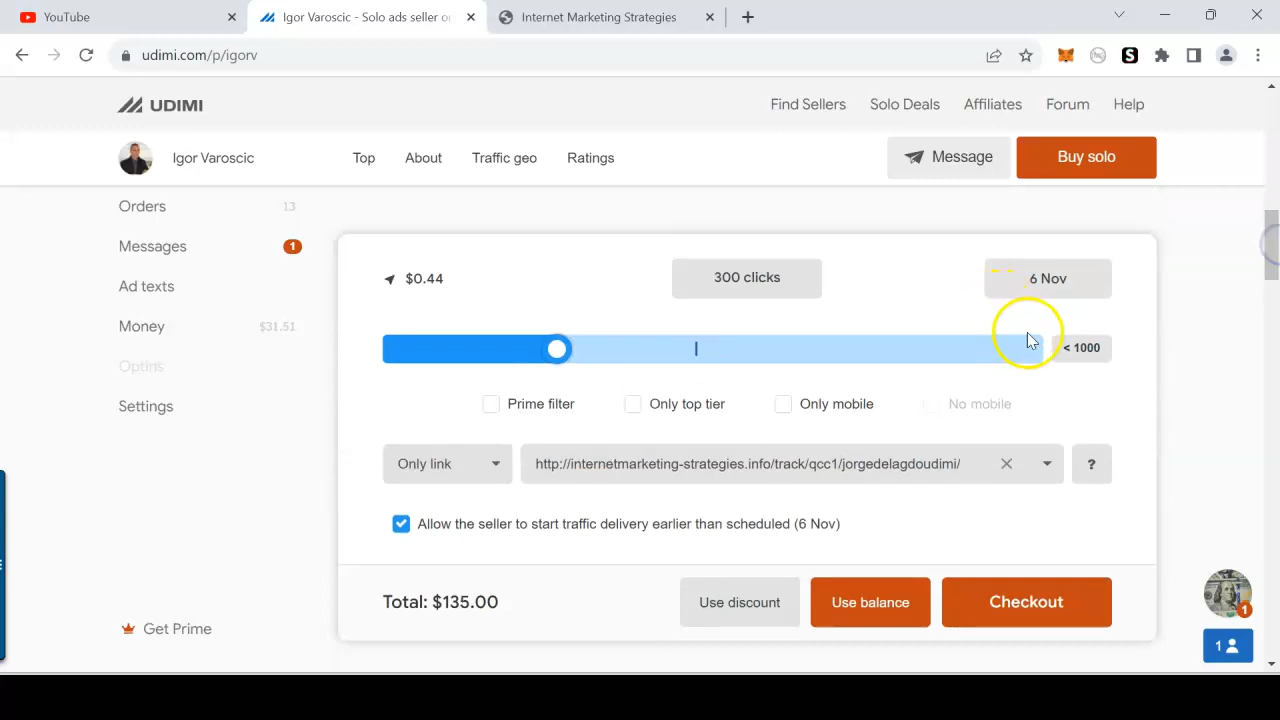 YouTube
Igor Varoscic - Solo ads seller o
Internet Marketing Strategies
udimi.com/p/igorv
UDIMI
Find Sellers Solo Deals Affiliates Forum Help
Igor Varoscic Top About Traffic geo Ratings Message Buy solo
Orders 13
Messages 1
Ad texts
Money $31.51
Optins
Settings
Get Prime
$0.44 300 clicks 6 Nov
< 1000
Prime filter Only top tier Only mobile No mobile
Only link http://internetmarketing-strategies.info/track/qcc1/jorgedelagdoudimi/ ?
Allow the seller to start traffic delivery earlier than scheduled (6 Nov)
Total: $135.00 Use discount Use balance Checkout
1
1